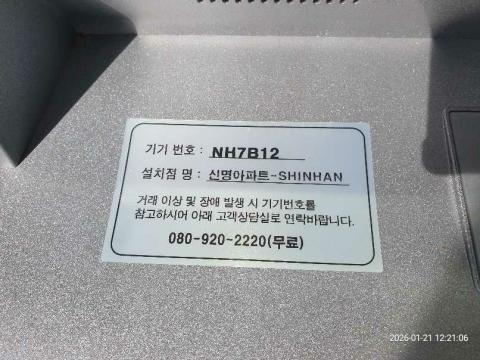 기기 번호 : NH7B12
설치점 명 : 신명아파트-SHINHAN
거래 이상 및 장애 발생 시 기기번호를
참고하시어 아래 고객상담실로 연락바랍니다.
080-920-2220(무료)
2026-01-21 12:21:06